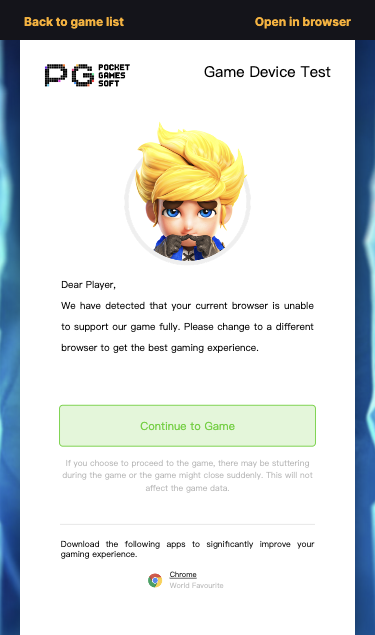 Back to game list
Open in browser
PG POCKET GAMES SOFT
Game Device Test
Dear Player,
We have detected that your current browser is unable
to support our game fully. Please change to a different
browser to get the best gaming experience.
Continue to Game
If you choose to proceed to the game, there may be stuttering
during the game or the game might close suddenly. This will not
affect the game data.
Download the following apps to significantly improve your
gaming experience.
Chrome
World Favourite